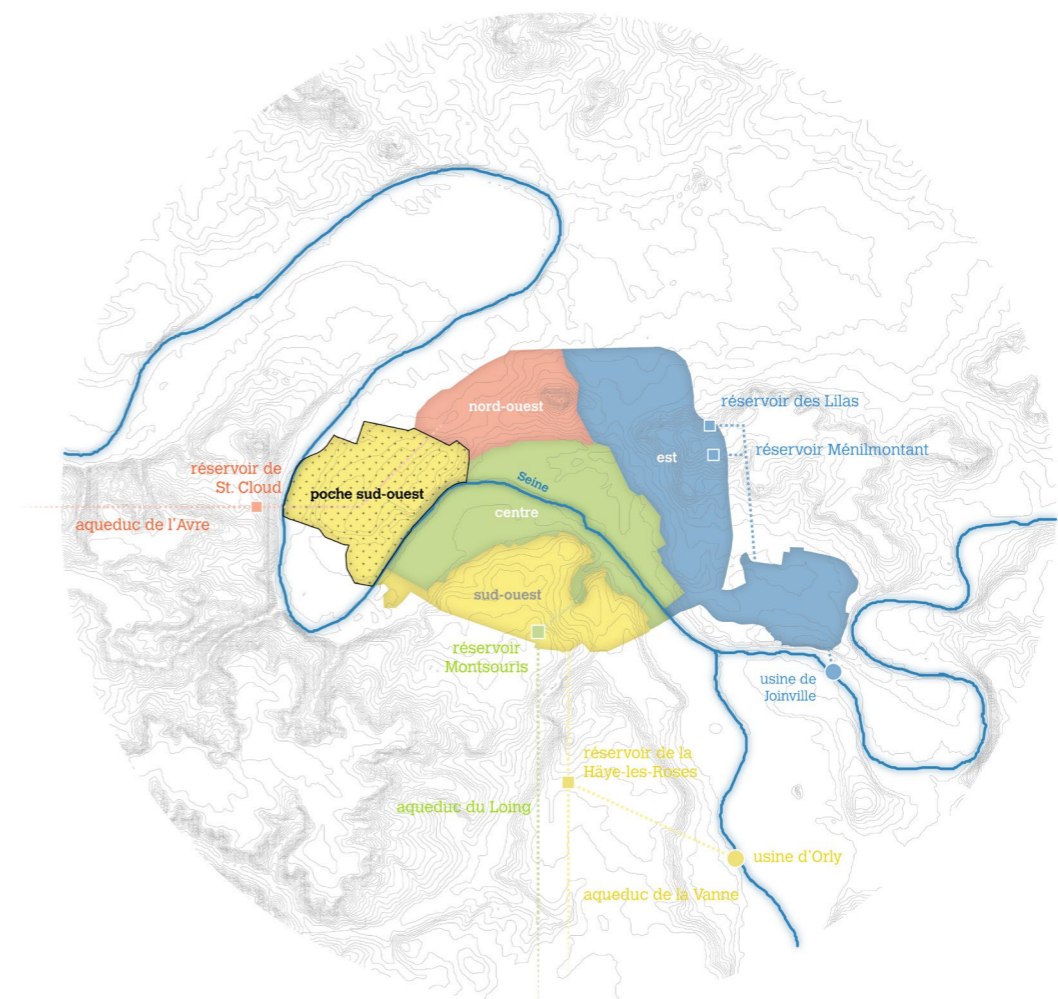 nord-ouest
réservoir des Lilas
réservoir Ménilmontant
est
réservoir de
St. Cloud
poche sud-ouest
Seine
centre
aqueduc de l'Avre
sud-ouest
réservoir
Montsouris
usine de
Joinville
réservoir de la
Häye-les-Roses
aqueduc du Loing
usine d'Orly
aqueduc de la Vanne